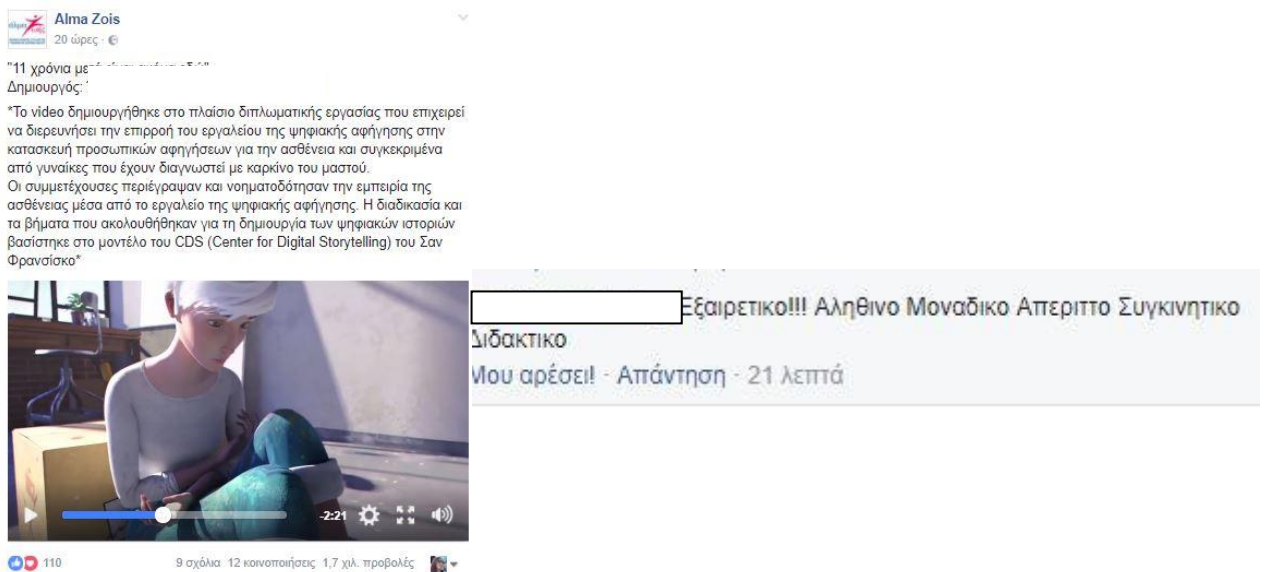 Alma Zois
20 ώρες ·
"11 χρόνια
Δημιουργός:
*Το video δημιουργήθηκε στο πλαίσιο διπλωματικής εργασίας που επιχειρεί
να διερευνήσει την επιρροή του εργαλείου της ψηφιακής αφήγησης στην
κατασκευή προσωπικών αφηγήσεων για την ασθένεια και συγκεκριμένα
από γυναίκες που έχουν διαγνωστεί με καρκίνο του μαστού.
Οι συμμετέχουσες περιέγραψαν και νοηματοδότησαν την εμπειρία της
ασθένειας μέσα από το εργαλείο της ψηφιακής αφήγησης. Η διαδικασία και
τα βήματα που ακολουθήθηκαν για τη δημιουργία των ψηφιακών ιστοριών
βασίστηκε στο μοντέλο του CDS (Center for Digital Storytelling) του Σαν
Φρανσίσκο*
-2:21
110 9 σχόλια 12 κοινοποιήσεις 1,7 χιλ. προβολές
Εξαιρετικο!!! Αληθινο Μοναδικο Απεριττο Συγκινητικο
Διδακτικο
Μου αρέσει! · Απάντηση · 21 λεπτά